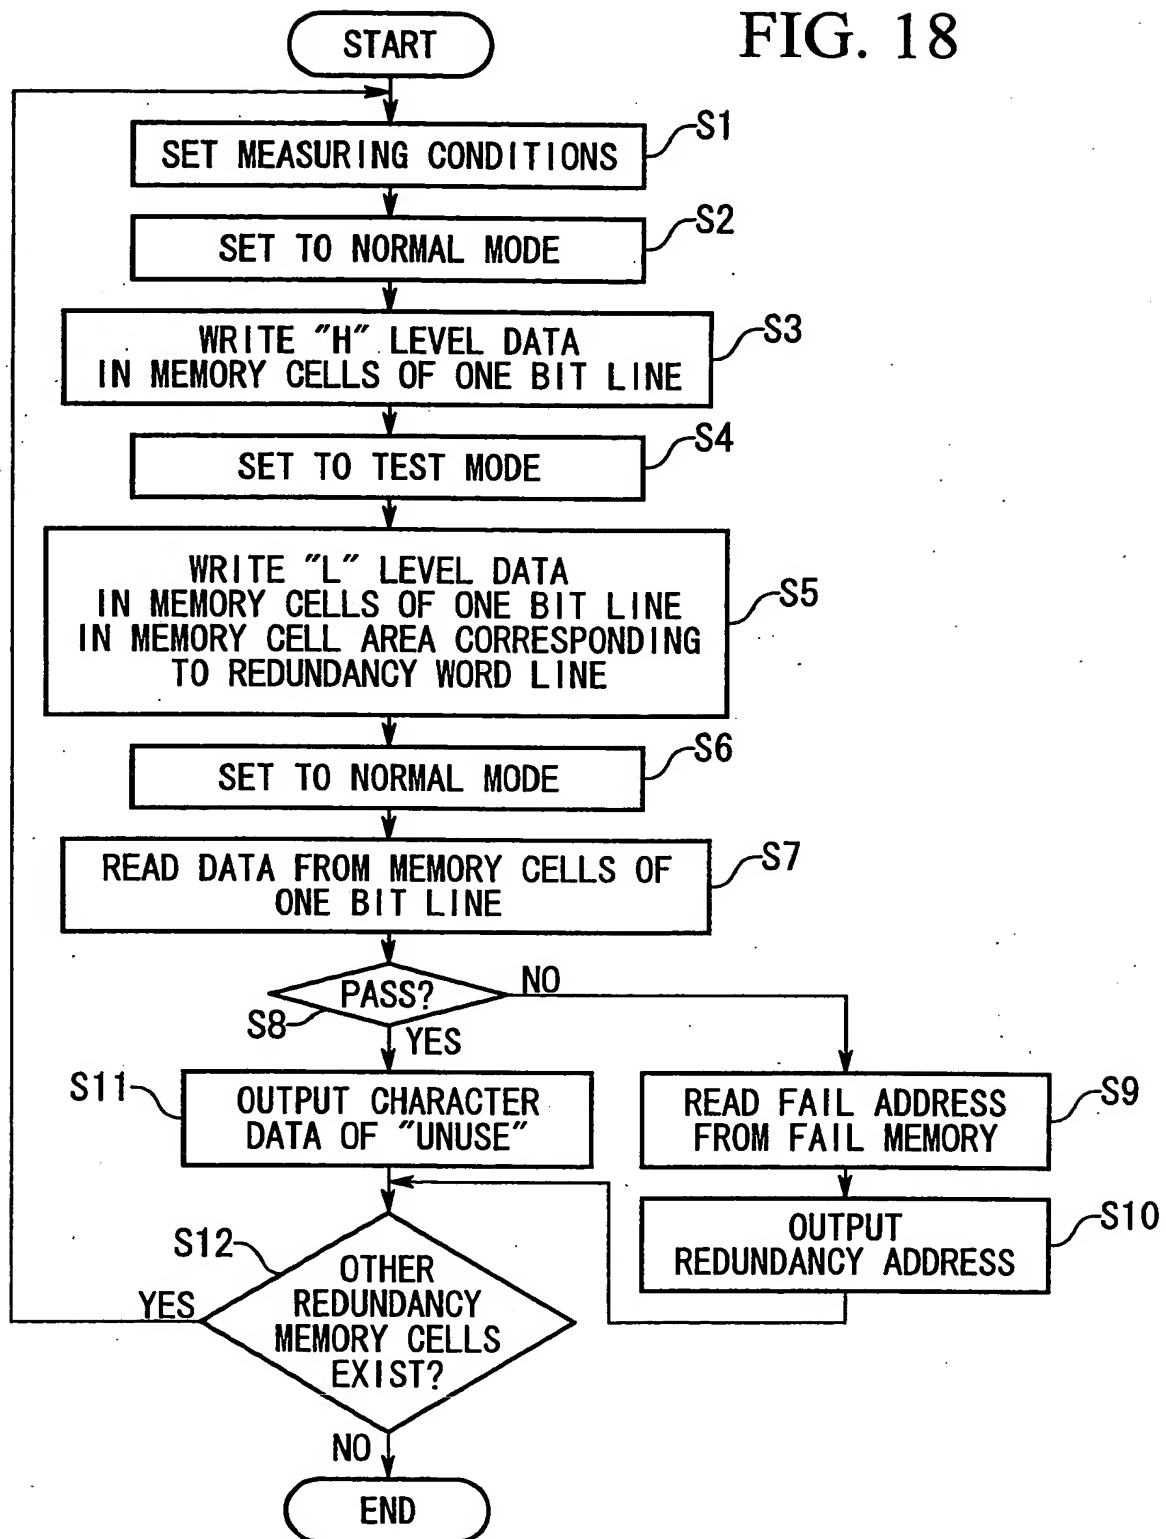 FIG. 18
START
SET MEASURING CONDITIONS
S1
SET TO NORMAL MODE
S2
WRITE "H" LEVEL DATA
IN MEMORY CELLS OF ONE BIT LINE
S3
SET TO TEST MODE
S4
WRITE "L" LEVEL DATA
IN MEMORY CELLS OF ONE BIT LINE
IN MEMORY CELL AREA CORRESPONDING
TO REDUNDANCY WORD LINE
S5
SET TO NORMAL MODE
S6
READ DATA FROM MEMORY CELLS OF
ONE BIT LINE
S7
PASS?
S8
NO
YES
S11
OUTPUT CHARACTER
DATA OF "UNUSE"
READ FAIL ADDRESS
FROM FAIL MEMORY
S9
OUTPUT
REDUNDANCY ADDRESS
S10
S12
OTHER
REDUNDANCY
MEMORY CELLS
EXIST?
YES
NO
END